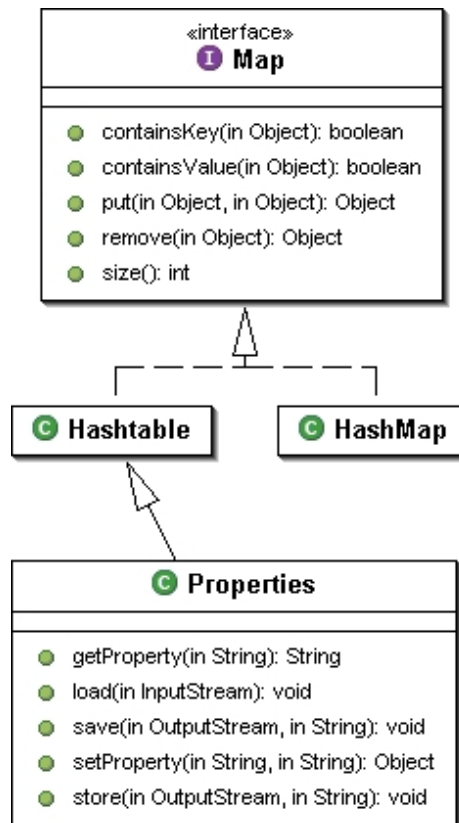 «interface»
I Map
containsKey(in Object): boolean
containsValue(in Object): boolean
put(in Object, in Object): Object
remove(in Object): Object
size(): int
C Hashtable
C HashMap
C Properties
getProperty(in String): String
load(in InputStream): void
save(in OutputStream, in String): void
setProperty(in String, in String): Object
store(in OutputStream, in String): void